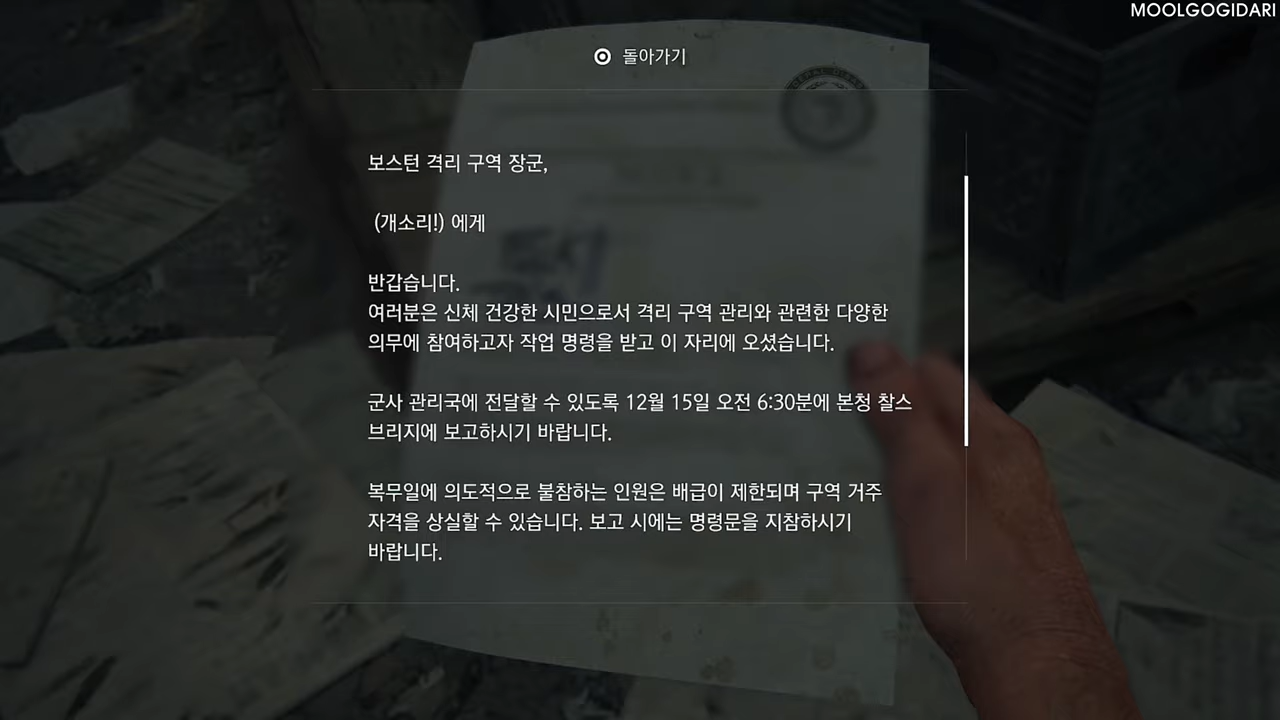 MOOLGOGIDARI
돌아가기
보스턴 격리 구역 장군,
(개소리!) 에게
반갑습니다.
여러분은 신체 건강한 시민으로서 격리 구역 관리와 관련한 다양한
의무에 참여하고자 작업 명령을 받고 이 자리에 오셨습니다.
군사 관리국에 전달할 수 있도록 12월 15일 오전 6:30분에 본청 찰스
브리지에 보고하시기 바랍니다.
복무일에 의도적으로 불참하는 인원은 배급이 제한되며 구역 거주
자격을 상실할 수 있습니다. 보고 시에는 명령문을 지참하시기
바랍니다.